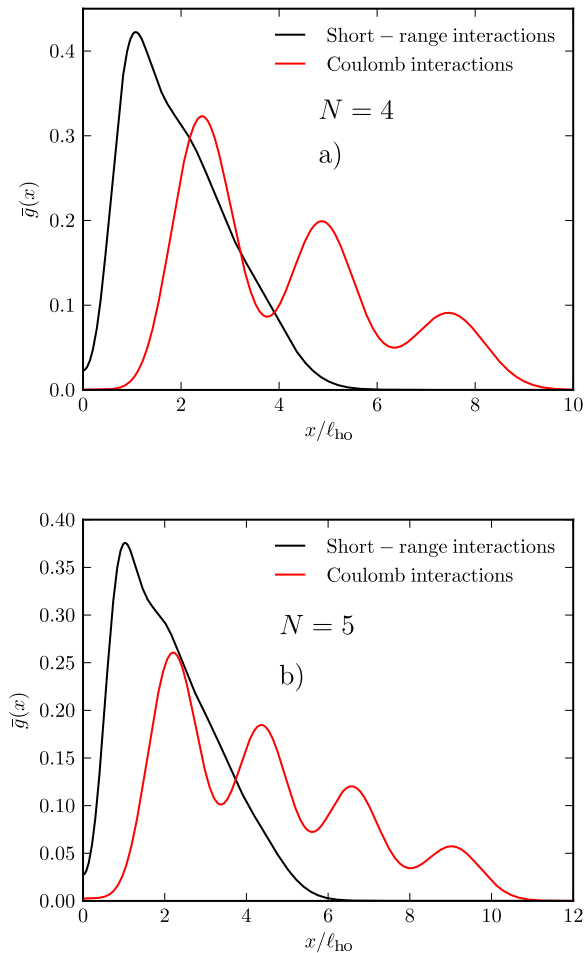 Short − range interactions
Coulomb interactions
N = 4
a)
ḡ(x)
0.4
0.3
0.2
0.1
0.0
0 2 4 6 8 10
x/ℓho
Short − range interactions
Coulomb interactions
N = 5
b)
ḡ(x)
0.40
0.35
0.30
0.25
0.20
0.15
0.10
0.05
0.00
0 2 4 6 8 10 12
x/ℓho